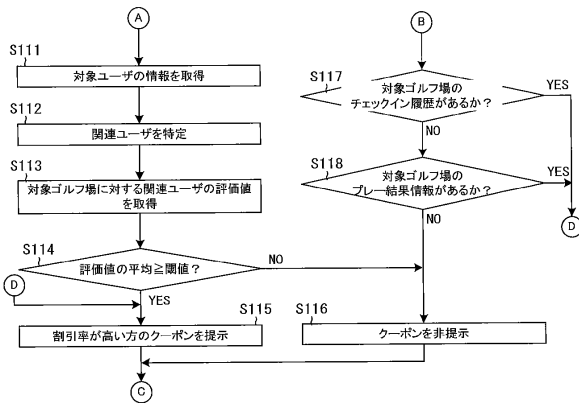 A
S111
対象ユーザの情報を取得
S112
関連ユーザを特定
S113
対象ゴルフ場に対する関連ユーザの評価値
を取得
S114
評価値の平均≧閾値？
NO
D
YES
S115
割引率が高い方のクーポンを提示
C
B
S117
対象ゴルフ場の
チェックイン履歴があるか？
YES
NO
S118
対象ゴルフ場の
プレー結果情報があるか？
YES
NO
D
S116
クーポンを非提示